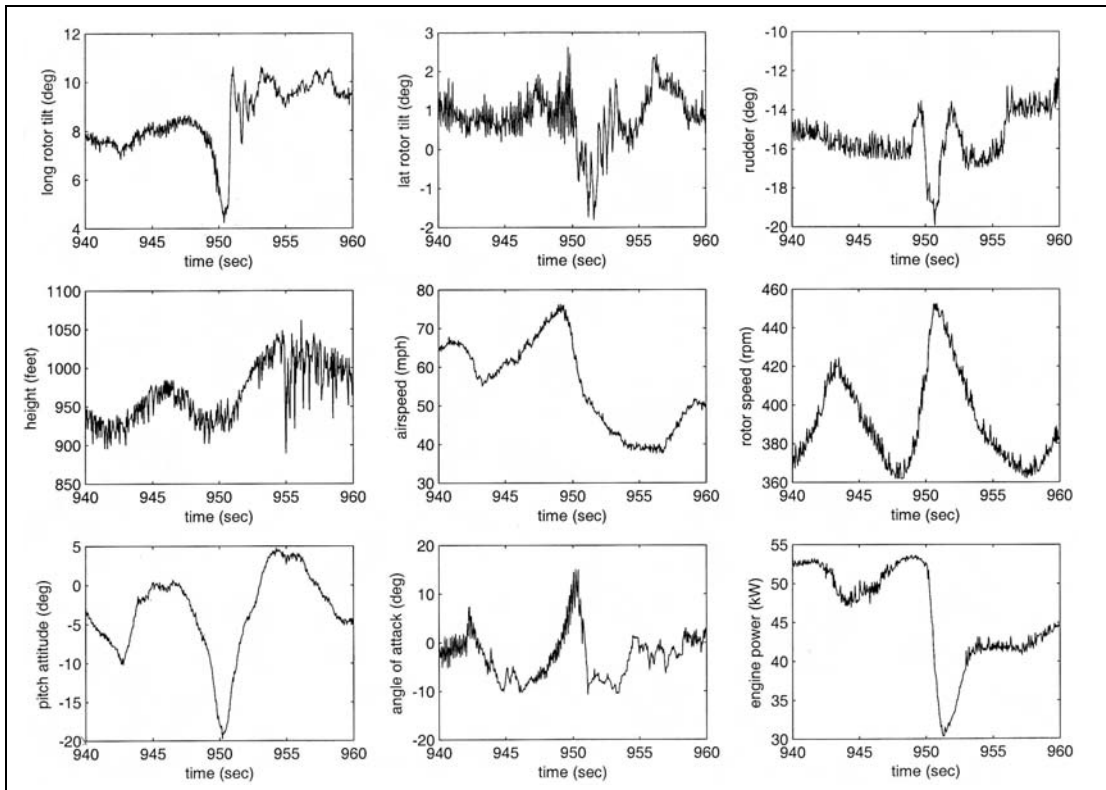 12
10
8
6
4
long rotor tilt (deg)
940 945 950 955 960
time (sec)
3
2
1
0
-1
-2
lat rotor tilt (deg)
940 945 950 955 960
time (sec)
-10
-12
-14
-16
-18
-20
rudder (deg)
940 945 950 955 960
time (sec)
1100
1050
1000
950
900
850
height (feet)
940 945 950 955 960
time (sec)
80
70
60
50
40
30
airspeed (mph)
940 945 950 955 960
time (sec)
460
440
420
400
380
360
rotor speed (rpm)
940 945 950 955 960
time (sec)
5
0
-5
-10
-15
-20
pitch attitude (deg)
940 945 950 955 960
time (sec)
20
10
0
-10
-20
angle of attack (deg)
940 945 950 955 960
time (sec)
55
50
45
40
35
30
engine power (kW)
940 945 950 955 960
time (sec)